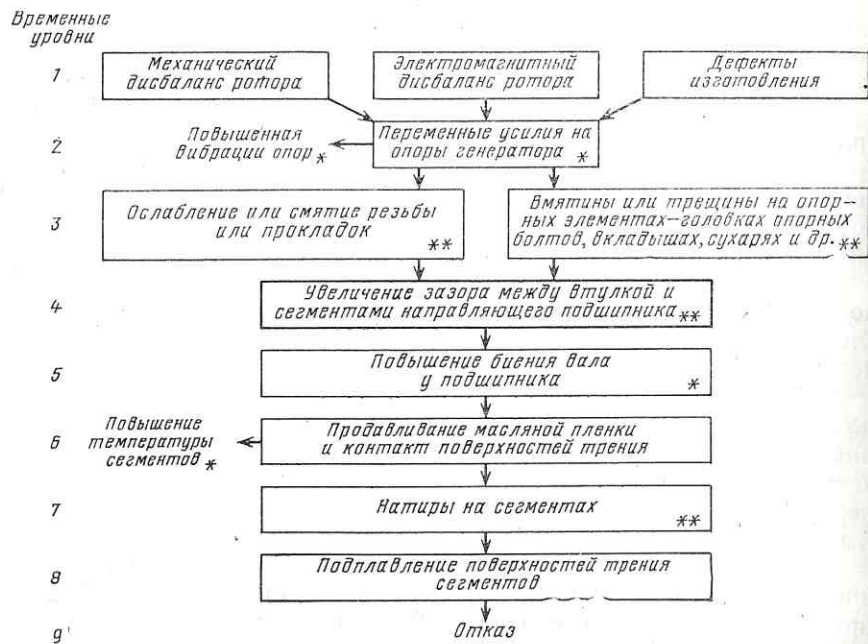 Временные
уровни
1
Механический
дисбаланс ротора
Электромагнитный
дисбаланс ротора
Дефекты
изготовления
2
Повышенная
вибрации опор *
Переменные усилия на
опоры генератора *
3
Ослабление или смятие резьбы
или прокладок **
Вмятины или трещины на опор-
ных элементах-головках опорных
болтов, вкладышах, сухарях и др. **
4
Увеличение зазора между втулкой и
сегментами направляющего подшипника **
5
Повышение биения вала
у подшипника *
6
Повышение
температуры
сегментов *
Продавливание масляной пленки
и контакт поверхностей трения
7
Натиры на сегментах **
8
Подплавление поверхностей трения
сегментов
9
Отказ